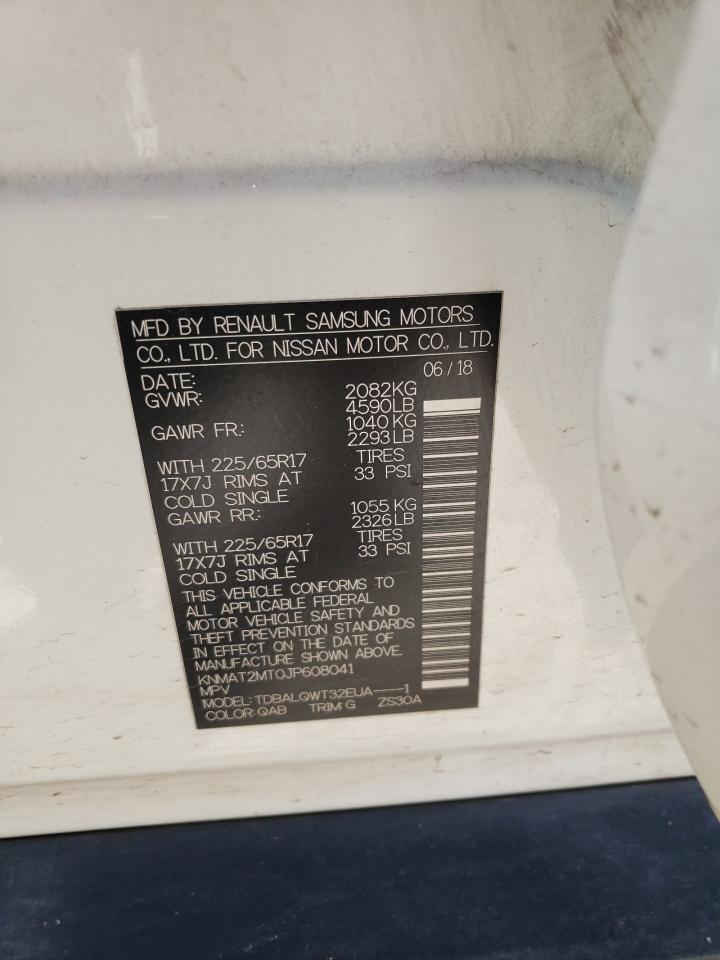 MFD BY RENAULT SAMSUNG MOTORS
CO., LTD. FOR NISSAN MOTOR CO., LTD.
DATE: 06/18
GVWR: 2082KG
4590LB
GAWR FR.: 1040 KG
2293LB
WITH 225/65R17 TIRES
17X7J RIMS AT 33 PSI
COLD SINGLE
GAWR RR.: 1055 KG
2326LB
WITH 225/65R17 TIRES
17X7J RIMS AT 33 PSI
COLD SINGLE
THIS VEHICLE CONFORMS TO
ALL APPLICABLE FEDERAL
MOTOR VEHICLE SAFETY AND
THEFT PREVENTION STANDARDS
IN EFFECT ON THE DATE OF
MANUFACTURE SHOWN ABOVE.
KNMAT2MT0JP608041
MPV
MODEL: TDBALQWT32EUA----1
COLOR: QAB TRIM: G ZS30A